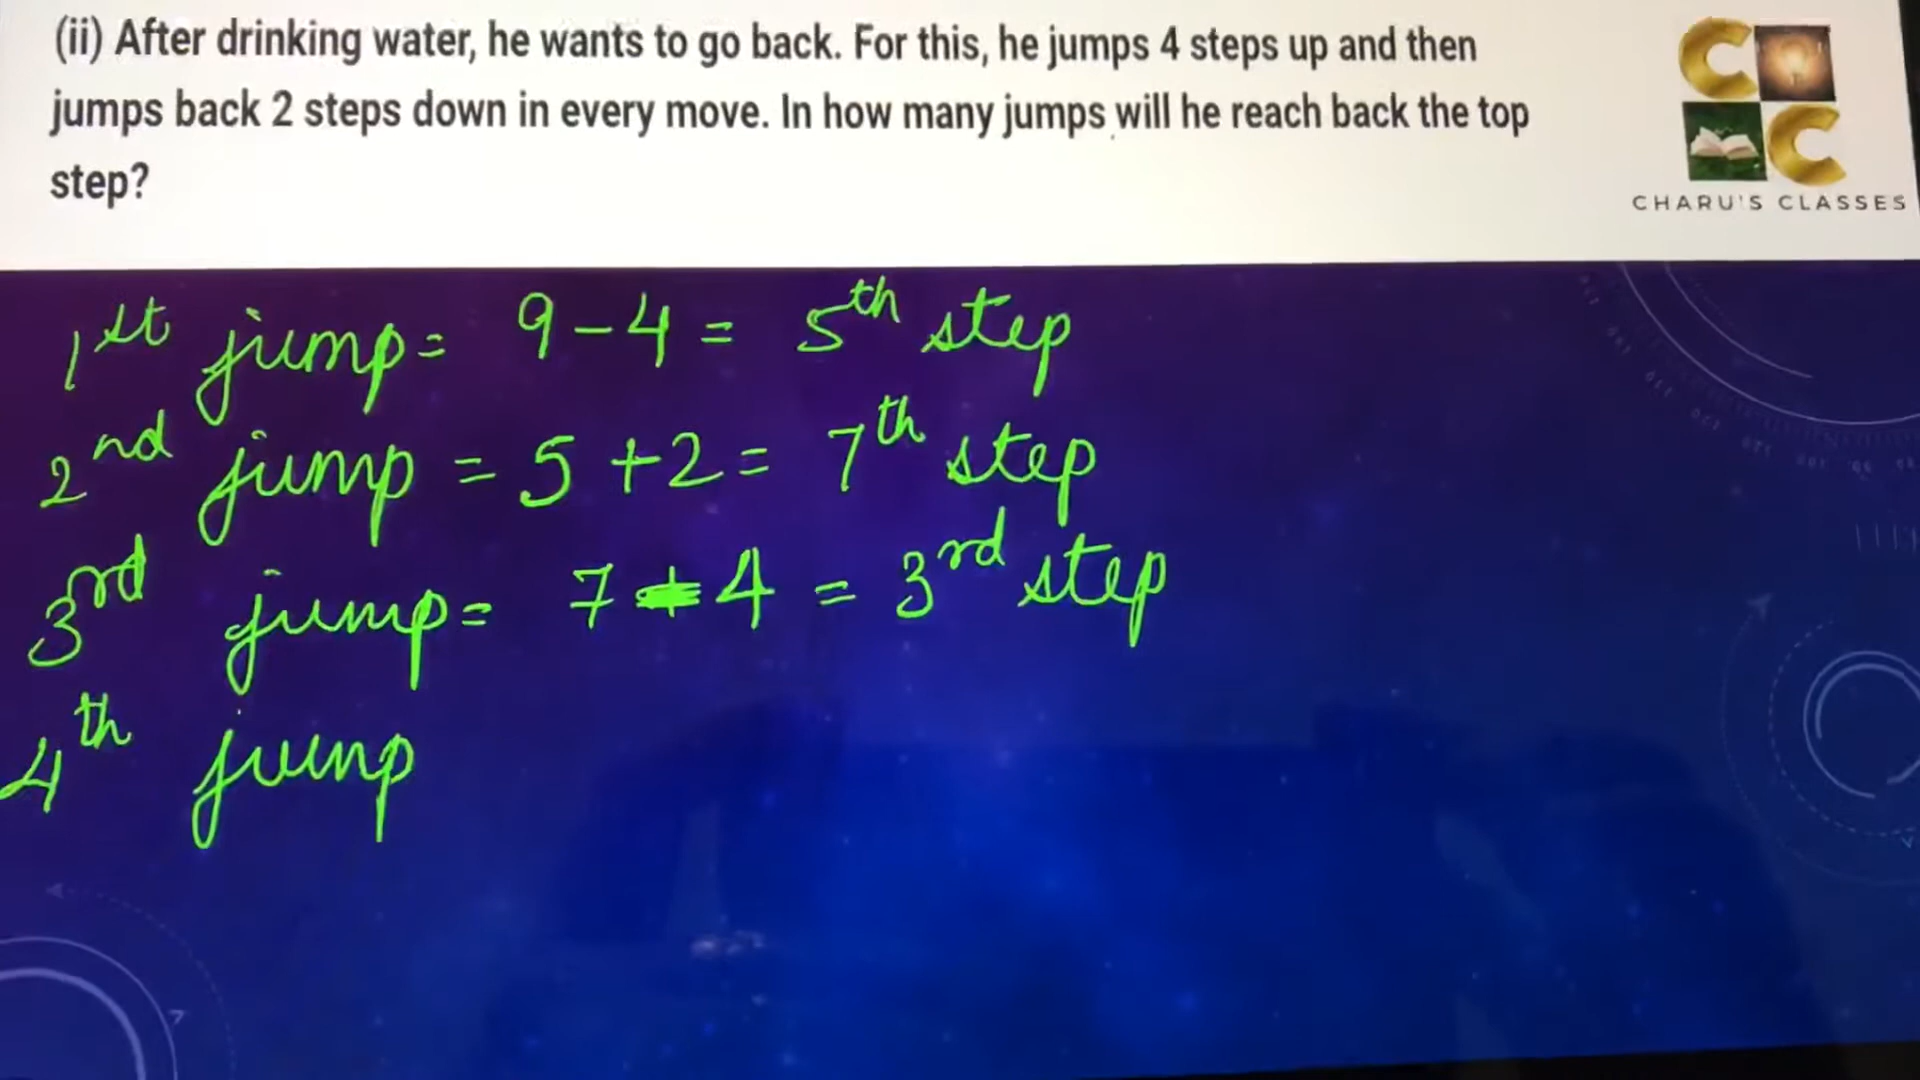 (ii) After drinking water, he wants to go back. For this, he jumps 4 steps up and then
jumps back 2 steps down in every move. In how many jumps will he reach back the top
step?
CHARU'S CLASSES
1st jump = 9 - 4 = 5th step
2nd jump = 5 + 2 = 7th step
3rd jump = 7 - 4 = 3rd step
4th jump